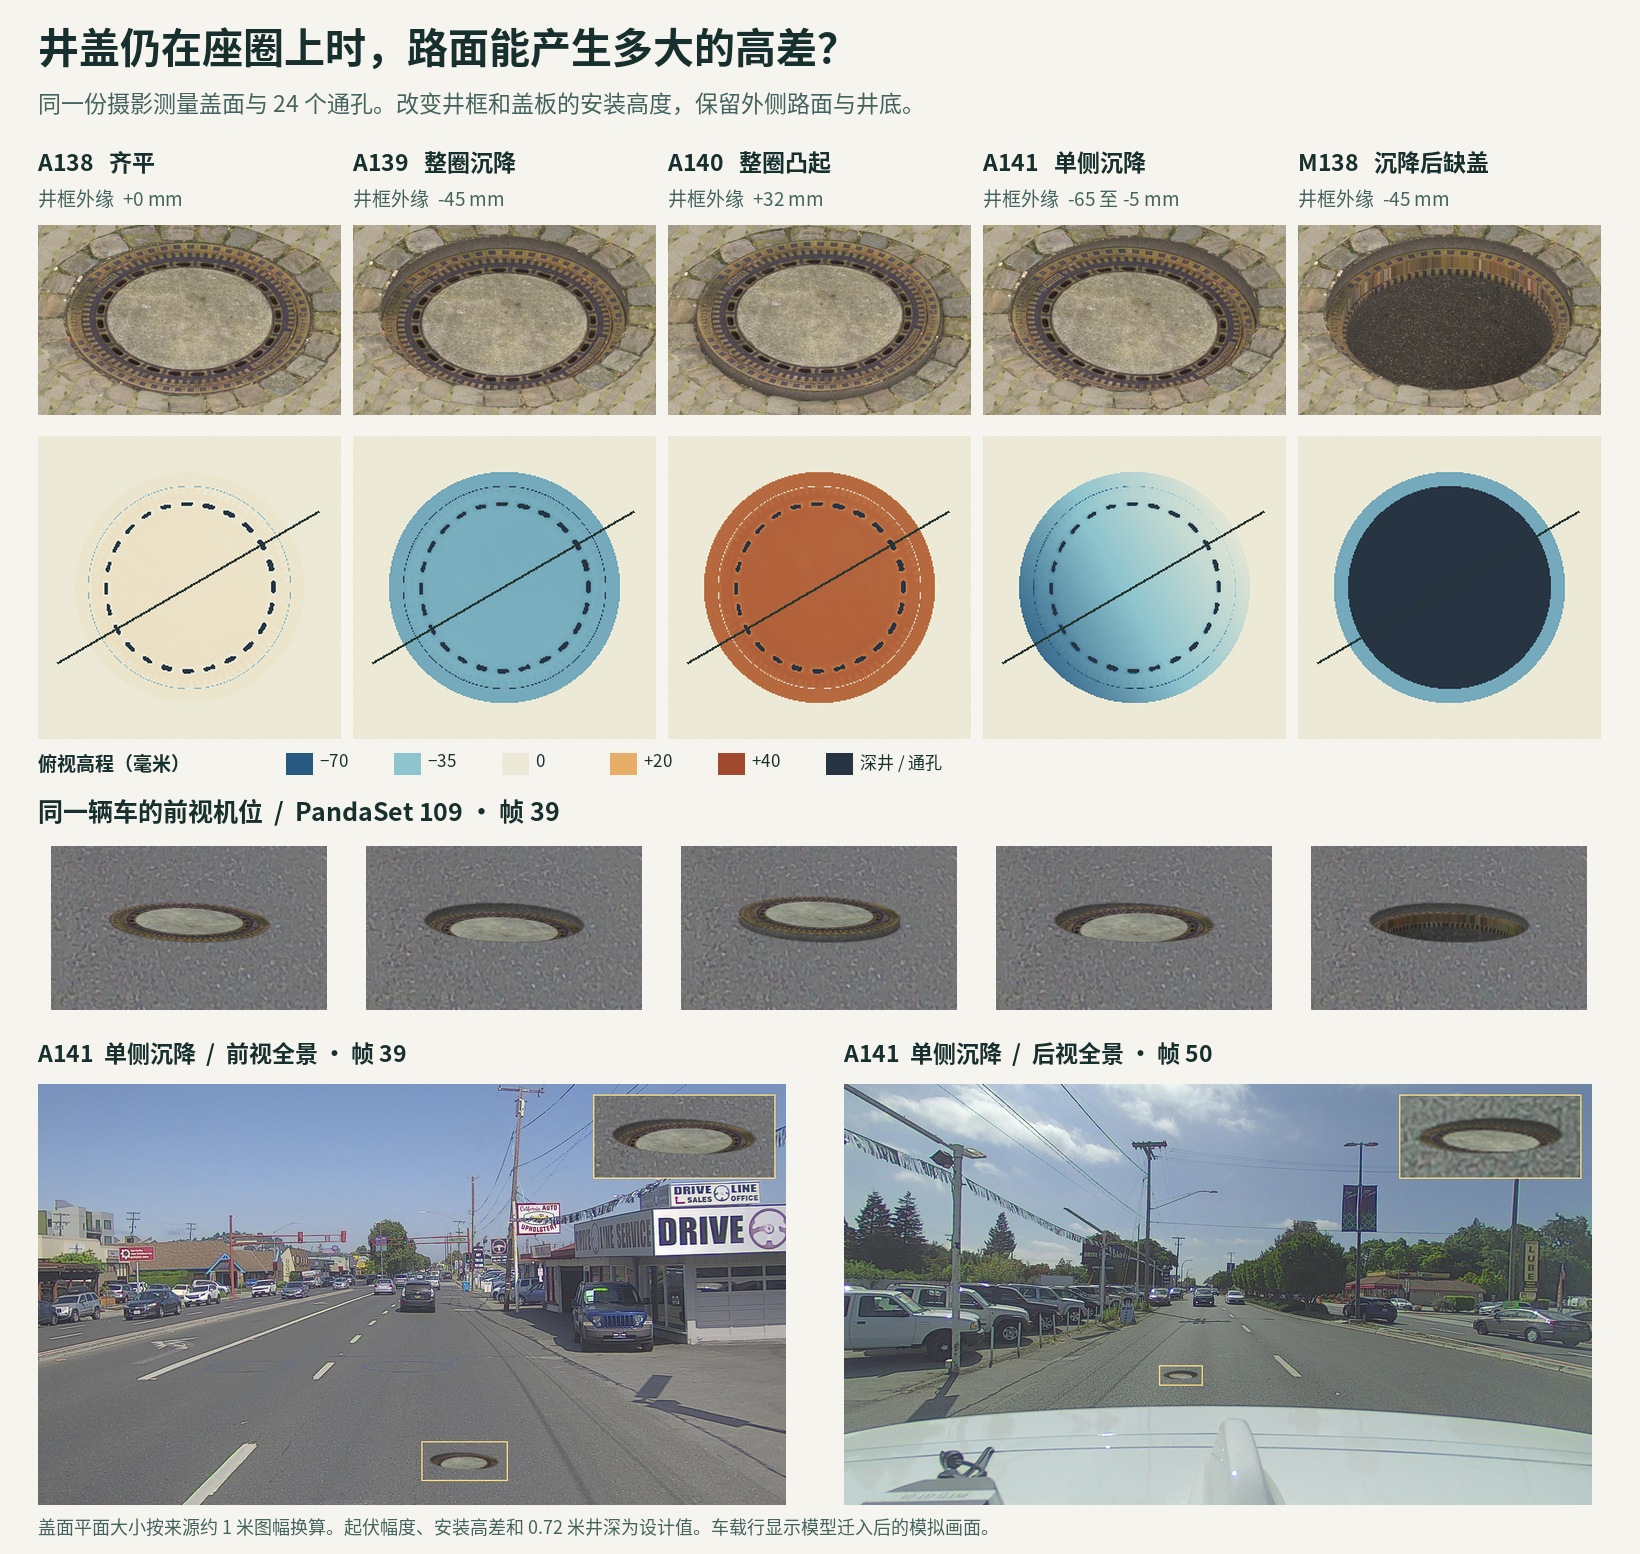 井盖仍在座圈上时，路面能产生多大的高差？
同一份摄影测量盖面与 24 个通孔。改变井框和盖板的安装高度，保留外侧路面与井底。
A138 齐平
井框外缘 +0 mm
A139 整圈沉降
井框外缘 -45 mm
A140 整圈凸起
井框外缘 +32 mm
A141 单侧沉降
井框外缘 -65 至 -5 mm
M138 沉降后缺盖
井框外缘 -45 mm
俯视高程（毫米）
−70
−35
0
+20
+40
深井 / 通孔
同一辆车的前视机位 / PandaSet 109 · 帧 39
A141 单侧沉降 / 前视全景 · 帧 39
DRIVE LINE
SALES OFFICE
California AUTO
UPHOLSTERY
DRIVE LINE SERVICE
DRIVE
A141 单侧沉降 / 后视全景 · 帧 50
LUBE
盖面平面大小按来源约 1 米图幅换算。起伏幅度、安装高差和 0.72 米井深为设计值。车载行显示模型迁入后的模拟画面。